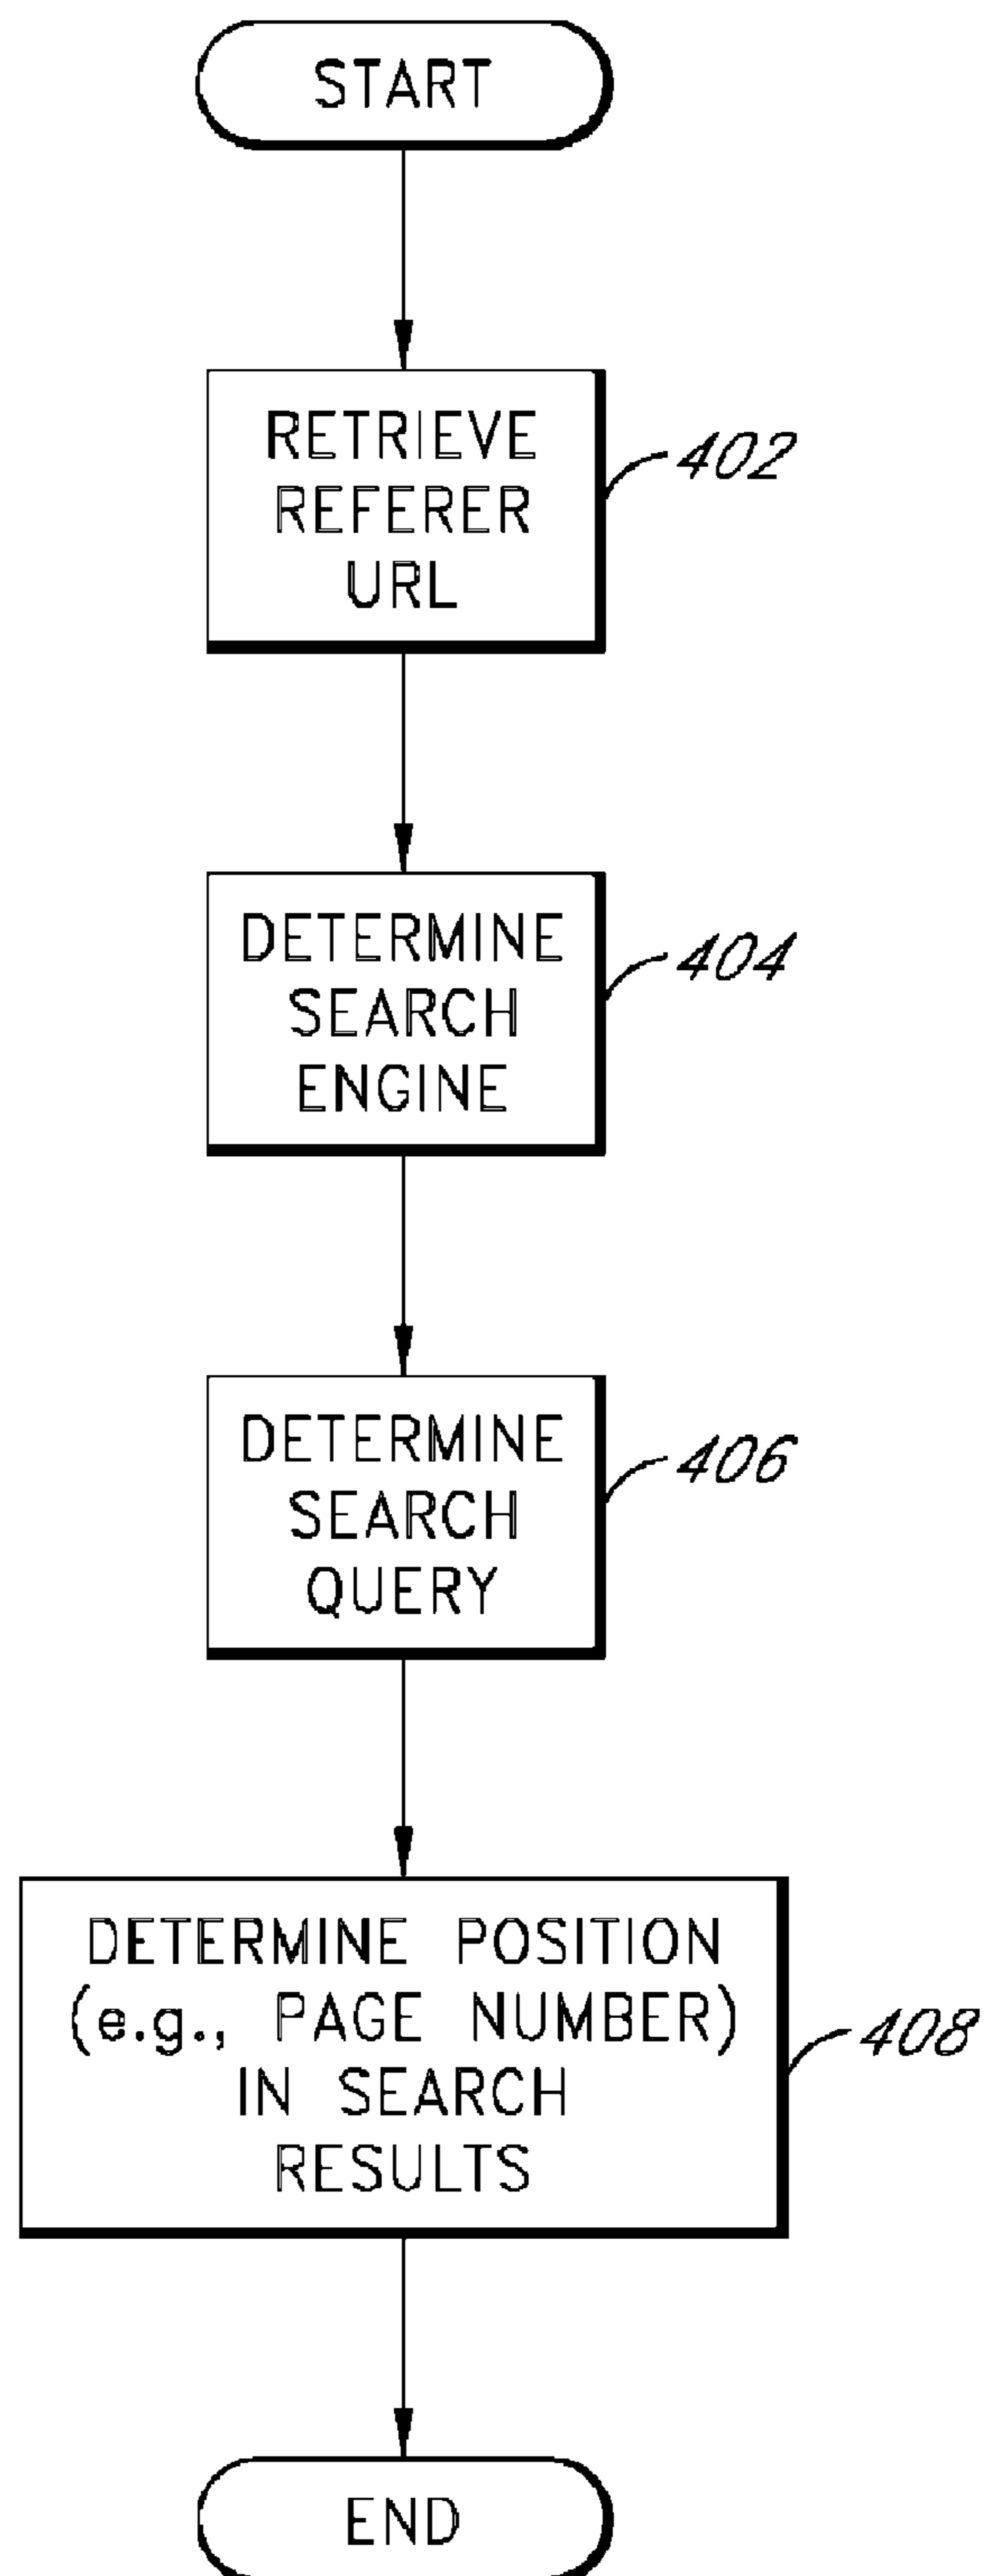 START
RETRIEVE
REFERER
URL
402
DETERMINE
SEARCH
ENGINE
404
DETERMINE
SEARCH
QUERY
406
DETERMINE POSITION
(e.g., PAGE NUMBER)
IN SEARCH
RESULTS
408
END